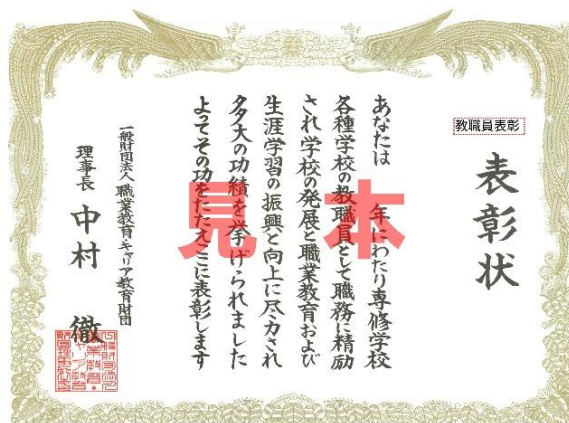 教職員表彰
表彰状
あなたは　　年にわたり専修学校
各種学校の教職員として職務に精励
され学校の発展と職業教育および
生涯学習の振興と向上に尽力され
多大の功績を挙げられました
よってその功をたたえここに表彰します
一般財団法人 職業教育・キャリア教育財団
理事長 中村 徹
見本